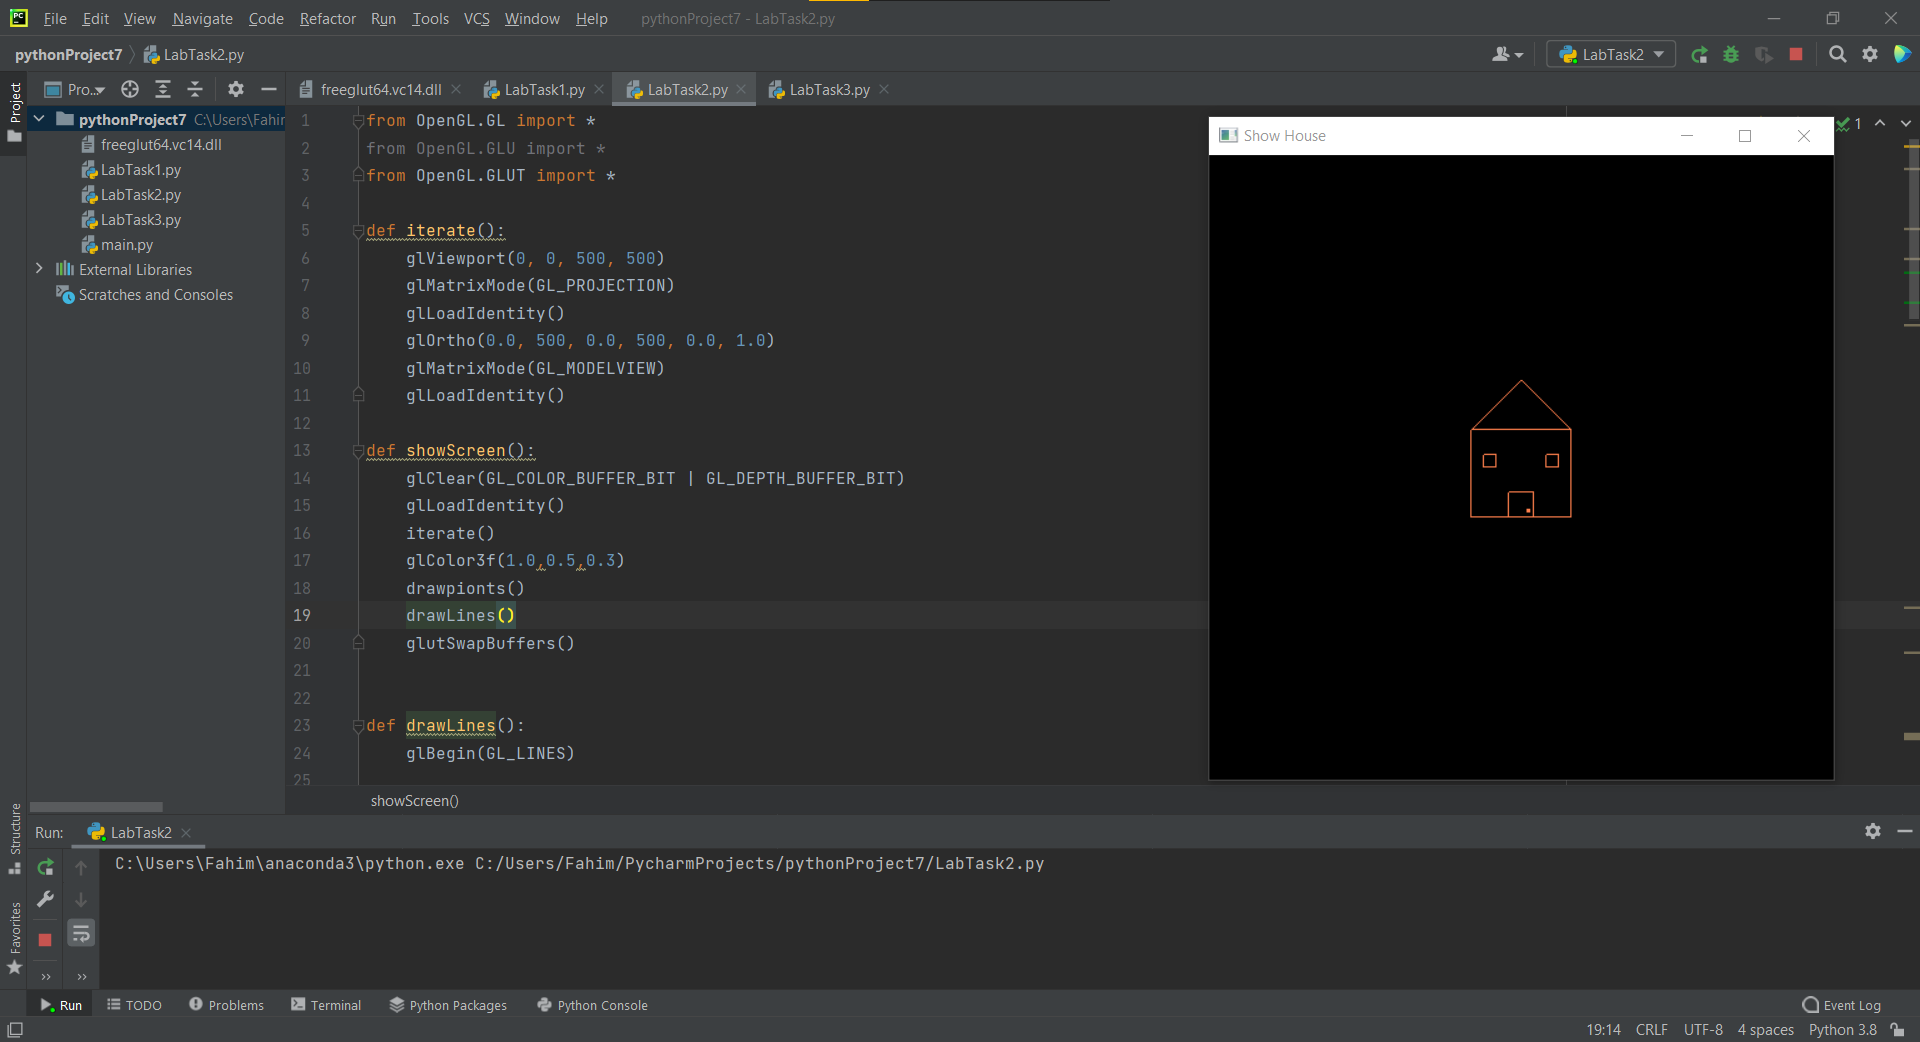 File Edit View Navigate Code Refactor Run Tools VCS Window Help pythonProject7 - LabTask2.py
pythonProject7 LabTask2.py LabTask2
Project
Pro.. freeglut64.vc14.dll LabTask1.py LabTask2.py LabTask3.py
pythonProject7 C:\Users\Fahim
freeglut64.vc14.dll
LabTask1.py
LabTask2.py
LabTask3.py
main.py
External Libraries
Scratches and Consoles
1 from OpenGL.GL import *
2 from OpenGL.GLU import *
3 from OpenGL.GLUT import *
4
5 def iterate():
6 glViewport(0, 0, 500, 500)
7 glMatrixMode(GL_PROJECTION)
8 glLoadIdentity()
9 glOrtho(0.0, 500, 0.0, 500, 0.0, 1.0)
10 glMatrixMode(GL_MODELVIEW)
11 glLoadIdentity()
12
13 def showScreen():
14 glClear(GL_COLOR_BUFFER_BIT | GL_DEPTH_BUFFER_BIT)
15 glLoadIdentity()
16 iterate()
17 glColor3f(1.0,0.5,0.3)
18 drawpionts()
19 drawLines()
20 glutSwapBuffers()
21
22
23 def drawLines():
24 glBegin(GL_LINES)
25
showScreen()
Show House
1
Structure
Favorites
Run: LabTask2
C:\Users\Fahim\anaconda3\python.exe C:/Users/Fahim/PycharmProjects/pythonProject7/LabTask2.py
Run TODO Problems Terminal Python Packages Python Console Event Log
19:14 CRLF UTF-8 4 spaces Python 3.8